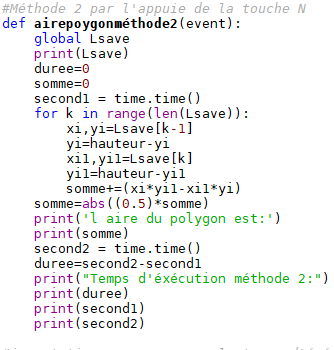 #Méthode 2 par l'appuie de la touche N
def airepolygonméthode2(event):
    global Lsave
    print(Lsave)
    duree=0
    somme=0
    second1 = time.time()
    for k in range(len(Lsave)):
        xi,yi=Lsave[k-1]
        yi=hauteur-yi
        xi1,yi1=Lsave[k]
        yi1=hauteur-yi1
        somme+=(xi*yi1-xi1*yi)
    somme=abs((0.5)*somme)
    print('l aire du polygon est:')
    print(somme)
    second2 = time.time()
    duree=second2-second1
    print("Temps d'éxécution méthode 2:")
    print(duree)
    print(second1)
    print(second2)